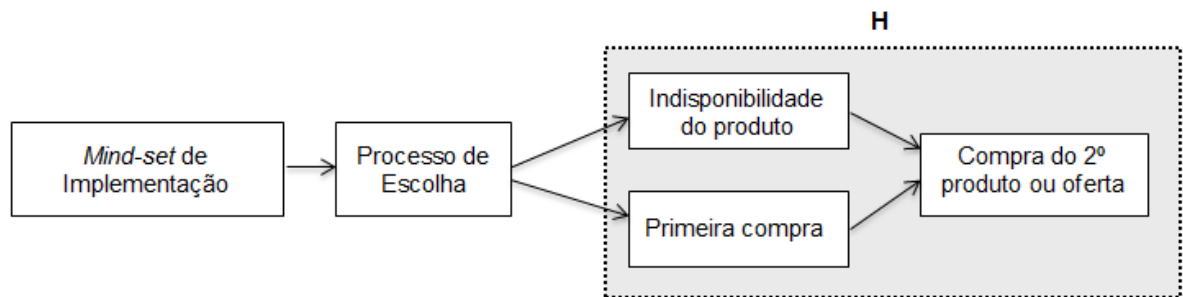 H
Indisponibilidade
do produto
Mind-set de
Implementação
Processo de
Escolha
Compra do 2º
produto ou oferta
Primeira compra